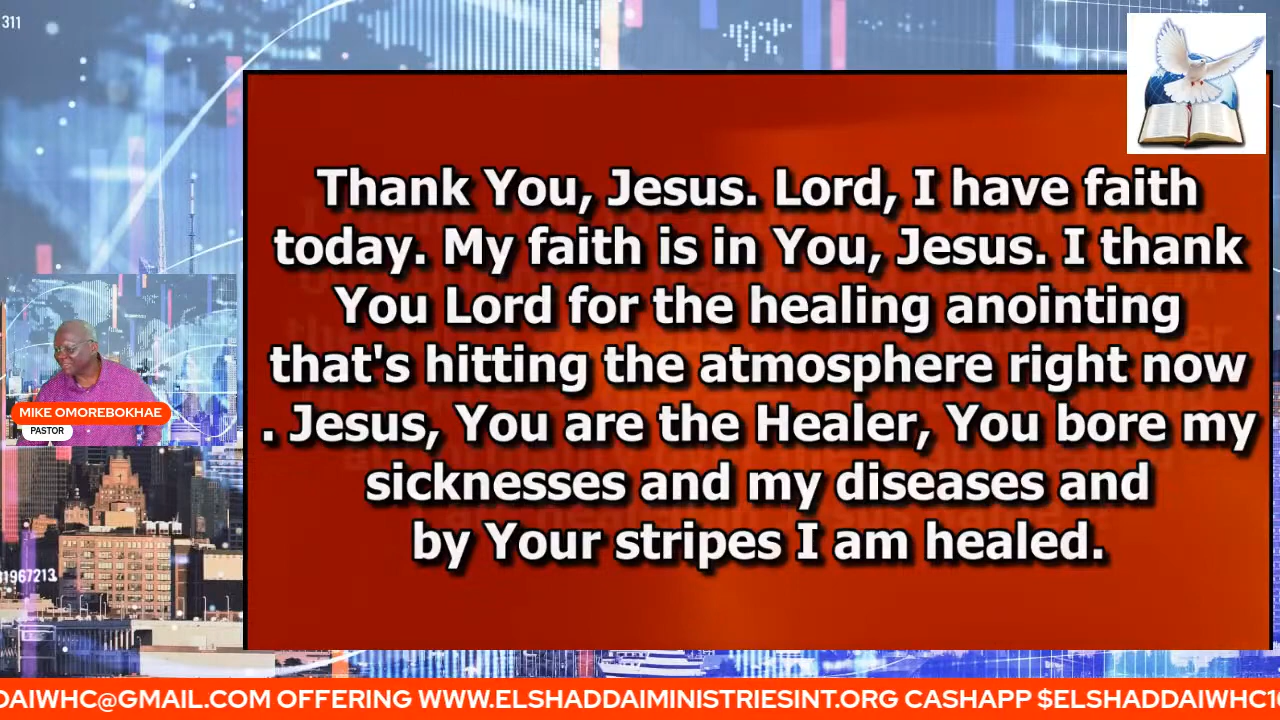 311
Thank You, Jesus. Lord, I have faith
today. My faith is in You, Jesus. I thank
You Lord for the healing anointing
that's hitting the atmosphere right now
. Jesus, You are the Healer, You bore my
sicknesses and my diseases and
by Your stripes I am healed.
MIKE OMOREBOKHAE
PASTOR
31967213
DAIWHC@GMAIL.COM OFFERING WWW.ELSHADDAIMINISTRIESINT.ORG CASHAPP $ELSHADDAIWHC1